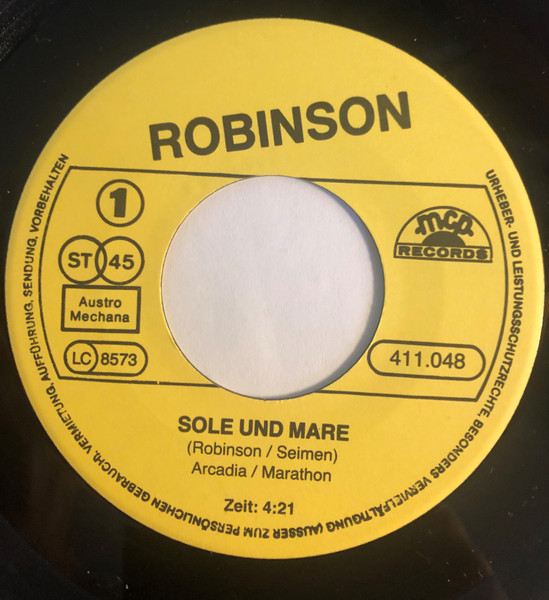 ROBINSON
1
ST 45
Austro
Mechana
LC 8573
mcp
RECORDS
411.048
SOLE UND MARE
(Robinson / Seimen)
Arcadia / Marathon
Zeit: 4:21
URHEBER- UND LEISTUNGSSCHUTZRECHTE, BESONDERS VERVIELFÄLTIGUNG (AUSSER ZUM PERSÖNLICHEN GEBRAUCH), VERMIETUNG, AUFFÜHRUNG, SENDUNG, VORBEHALTEN